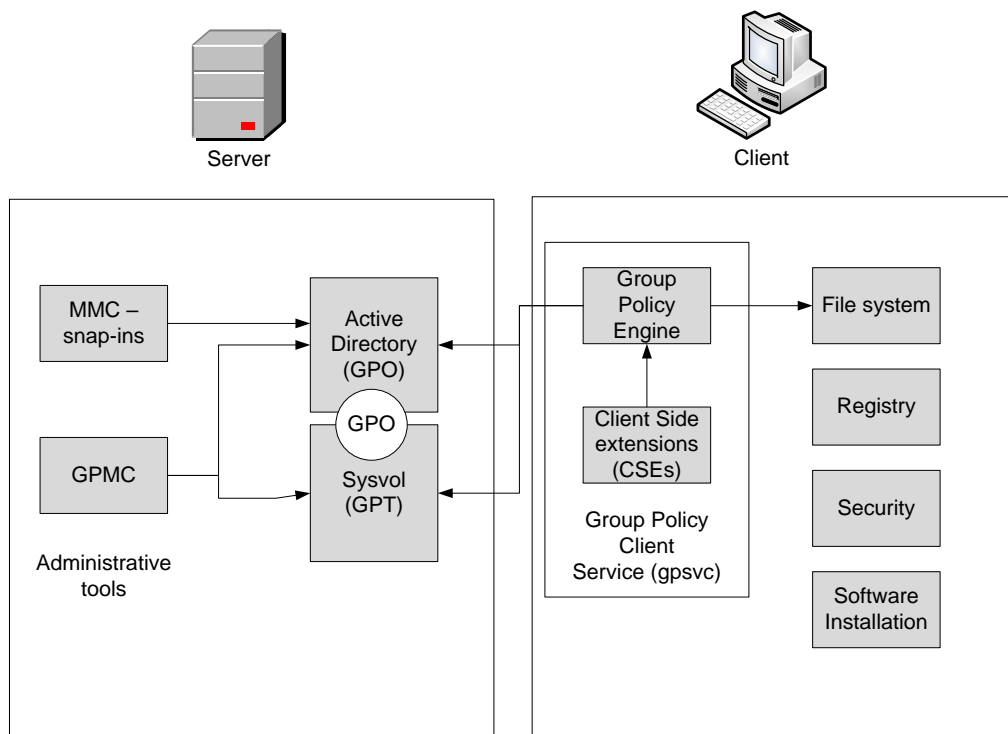 Server
Client
MMC –
snap-ins
GPMC
Administrative
tools
Active
Directory
(GPO)
GPO
Sysvol
(GPT)
Group
Policy
Engine
Client Side
extensions
(CSEs)
Group Policy
Client
Service (gpsvc)
File system
Registry
Security
Software
Installation